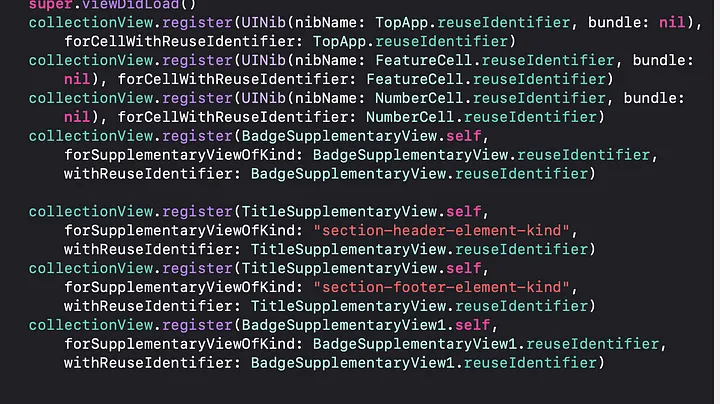 super.viewDidLoad()
collectionView.register(UINib(nibName: TopApp.reuseIdentifier, bundle: nil),
forCellWithReuseIdentifier: TopApp.reuseIdentifier)
collectionView.register(UINib(nibName: FeatureCell.reuseIdentifier, bundle:
nil), forCellWithReuseIdentifier: FeatureCell.reuseIdentifier)
collectionView.register(UINib(nibName: NumberCell.reuseIdentifier, bundle:
nil), forCellWithReuseIdentifier: NumberCell.reuseIdentifier)
collectionView.register(BadgeSupplementaryView.self,
forSupplementaryViewOfKind: BadgeSupplementaryView.reuseIdentifier,
withReuseIdentifier: BadgeSupplementaryView.reuseIdentifier)
collectionView.register(TitleSupplementaryView.self,
forSupplementaryViewOfKind: "section-header-element-kind",
withReuseIdentifier: TitleSupplementaryView.reuseIdentifier)
collectionView.register(TitleSupplementaryView.self,
forSupplementaryViewOfKind: "section-footer-element-kind",
withReuseIdentifier: TitleSupplementaryView.reuseIdentifier)
collectionView.register(BadgeSupplementaryView1.self,
forSupplementaryViewOfKind: BadgeSupplementaryView1.reuseIdentifier,
withReuseIdentifier: BadgeSupplementaryView1.reuseIdentifier)